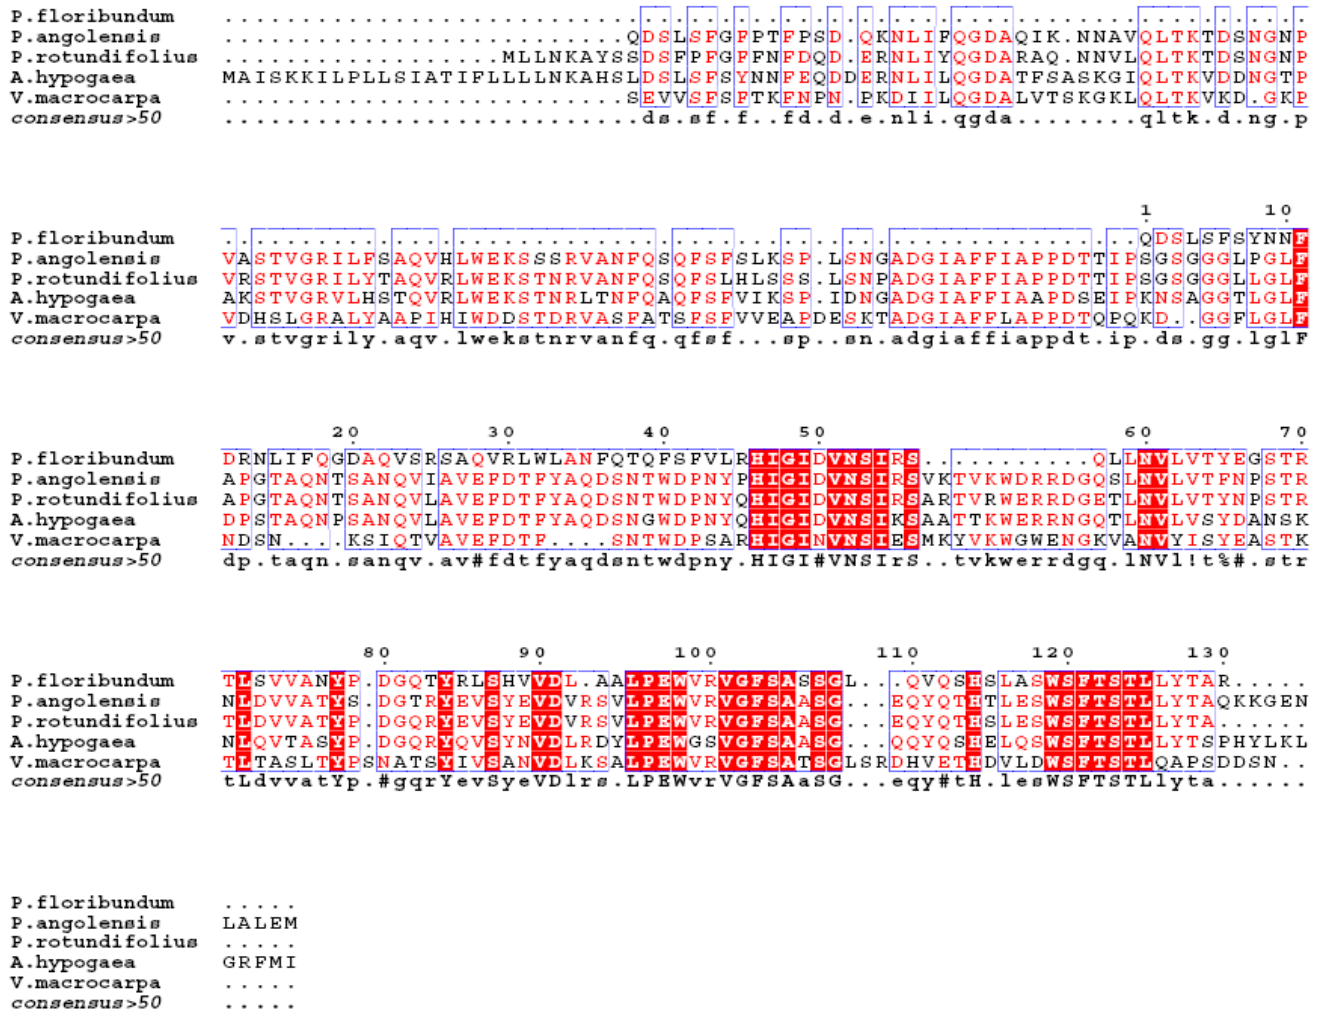 P.floribundum ......................................................................
P.angolensis ..........................QDSLSFGFPTFPSD.QKNLIFQGDAQIK.NNAVQLTKTDSNGNP
P.rotundifolius ..................MLLNKAYSSDSFPFGFFNFDQD.ERNLIYQGDARAQ.NNVLQLTKTDSNGNP
A.hypogaea MAISKKILPLLSIATIFLLLLNKAHSLDSLSFSYNNFEQDDERNLILQGDATFSASKGIQLTKVDDNGTP
V.macrocarpa ..........................SEVVSFSFTKFNPN.PKDIILQGDALVTSKGKLQLTKVKD.GKP
consensus>50 ...........................ds.sf.f..fd.d.e.nli.qgda........qltk.d.ng.p
1 10
P.floribundum ...........................................................QDSLSFSYNNF
P.angolensis VASTVGRILFSAQVHLWEKSSSRVANFQSQFSFSLKSP.LSNGADGIAFFIAPPDTTIPSGSGGGLPGLF
P.rotundifolius VRSTVGRILYTAQVRLWEKSTNRVANFQSQFSLHLSSS.LSNPADGIAFFIAPPDTTIPSGSGGGLLGLF
A.hypogaea AKSTVGRVLHSTQVRLWEKSTNRLTNFQAQFSFVIKSP.IDNGADGIAFFIAAPDSEIPKNSAGGTLGLF
V.macrocarpa VDHSLGRALYAAPIHIWDDSTDRVASFATSFSFVVEAPDESKTADGIAFFLAPPDTQPQKD..GGFLGLF
consensus>50 v.stvgrily.aqv.lwekstnrvanfq.qfsf...sp..sn.adgiaffiappdt.ip.ds.gg.lglF
20 30 40 50 60 70
P.floribundum DRNLIFQGDAQVSRSAQVRLWLANFQTQFSFVLRHIGIDVNSIRS...........QLLNVLVTYEGSTR
P.angolensis APGTAQNTSANQVIAVEFDTFYAQDSNTWDPNYPHIGIDVNSIRSVKTVKWDRRDGQSLNVLVTFNPSTR
P.rotundifolius APGTAQNTSANQVLAVEFDTFYAQDSNTWDPNYQHIGIDVNSIRSARTVRWERRDGETLNVLVTYNPSTR
A.hypogaea DPSTAQNPSANQVLAVEFDTFYAQDSNGWDPNYQHIGIDVNSIKSAATTKWERRNGQTLNVLVSYDANSK
V.macrocarpa NDSN....KSIQTVAVEFDTF....SNTWDPSARHIGINVNSIESMKYVKWGWENGKVANVYISYEASTK
consensus>50 dp.taqn.sanqv.av#fdtfyaqdsntwdpny.HIGI#VNSIrS..tvkwerrdgq.lNVl!t%#.str
80 90 100 110 120 130
P.floribundum TLSVVANYP.DGQTYRLSHVVDL.AALPEWVRVGFSASSGL...QVQSHSLASWSFTSTLLYTAR.....
P.angolensis NLDVVATYS.DGTRYEVSYEVDVRSVLPEWVRVGFSAASG...EQYQTHTLESWSFTSTLLYTAQKKGEN
P.rotundifolius TLDVVATYP.DGQRYEVSYEVDVRSVLPEWVRVGFSAASG...EQYQTHSLESWSFTSTLLYTA......
A.hypogaea NLQVTASYP.DGQRYQVSYNVDLRDYLPEWGSVGFSAASG...QQYQSHELQSWSFTSTLLYTSPHYLKL
V.macrocarpa TLTASLTYPSNATSYIVSANVDLKSALPEWVRVGFSATSGLSRDHVETHDVLDWSFTSTLQAPSDDSN..
consensus>50 tLdvvatYp.#gqrYevSyeVDlrs.LPEWvrVGFSAaSG...eqy#tH.lesWSFTSTLlyta......
P.floribundum .....
P.angolensis LALEM
P.rotundifolius .....
A.hypogaea GRFMI
V.macrocarpa .....
consensus>50 .....